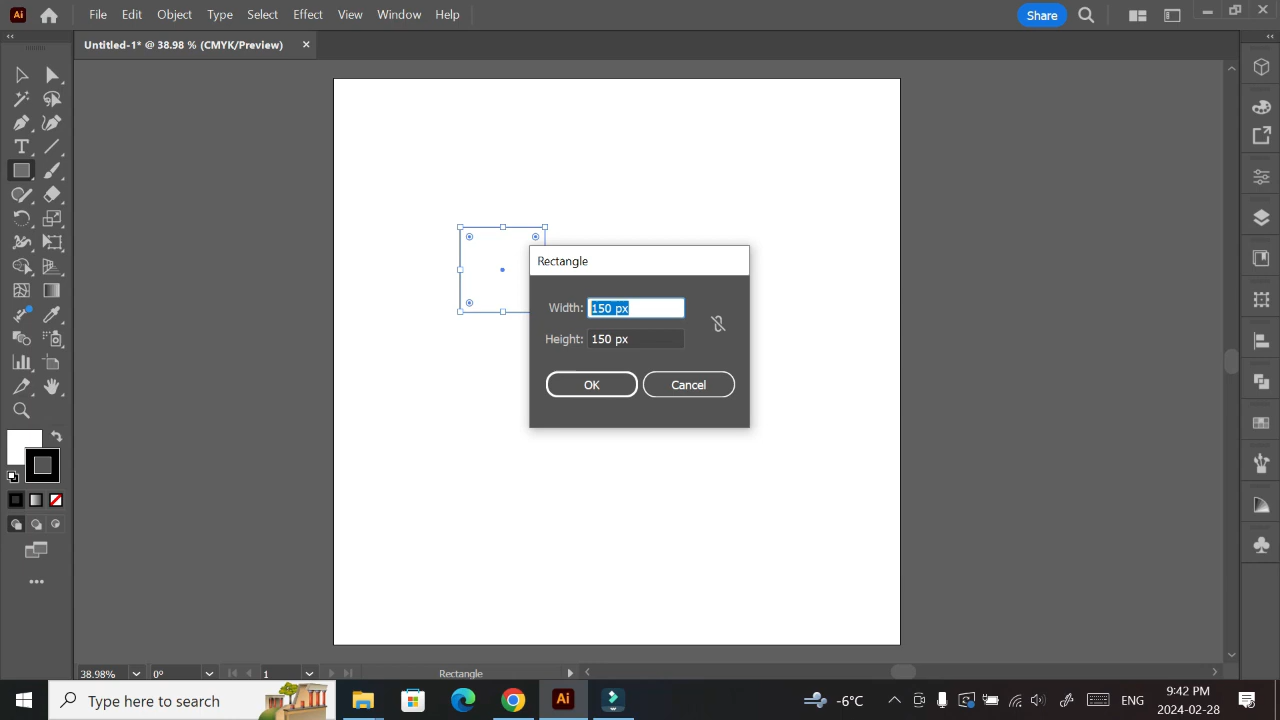 Ai File Edit Object Type Select Effect View Window Help Share
Untitled-1* @ 38.98 % (CMYK/Preview) ×
T
Rectangle
Width: 150 px
Height: 150 px
OK Cancel
38.98% 0° 1 Rectangle
Type here to search Ai -6°C ENG 9:42 PM
2024-02-28